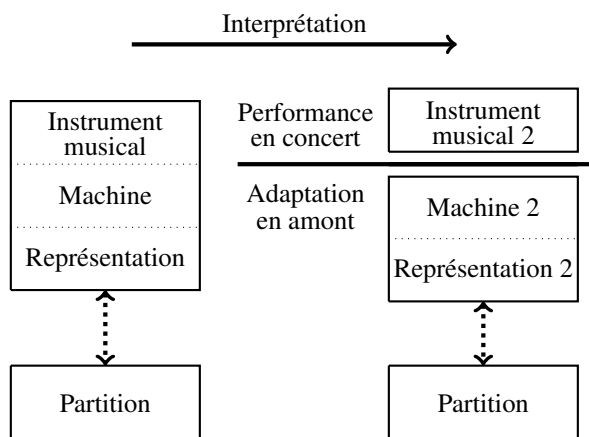 Interprétation
Instrument
musical
Machine
Représentation
Partition
Performance
en concert
Adaptation
en amont
Instrument
musical 2
Machine 2
Représentation 2
Partition